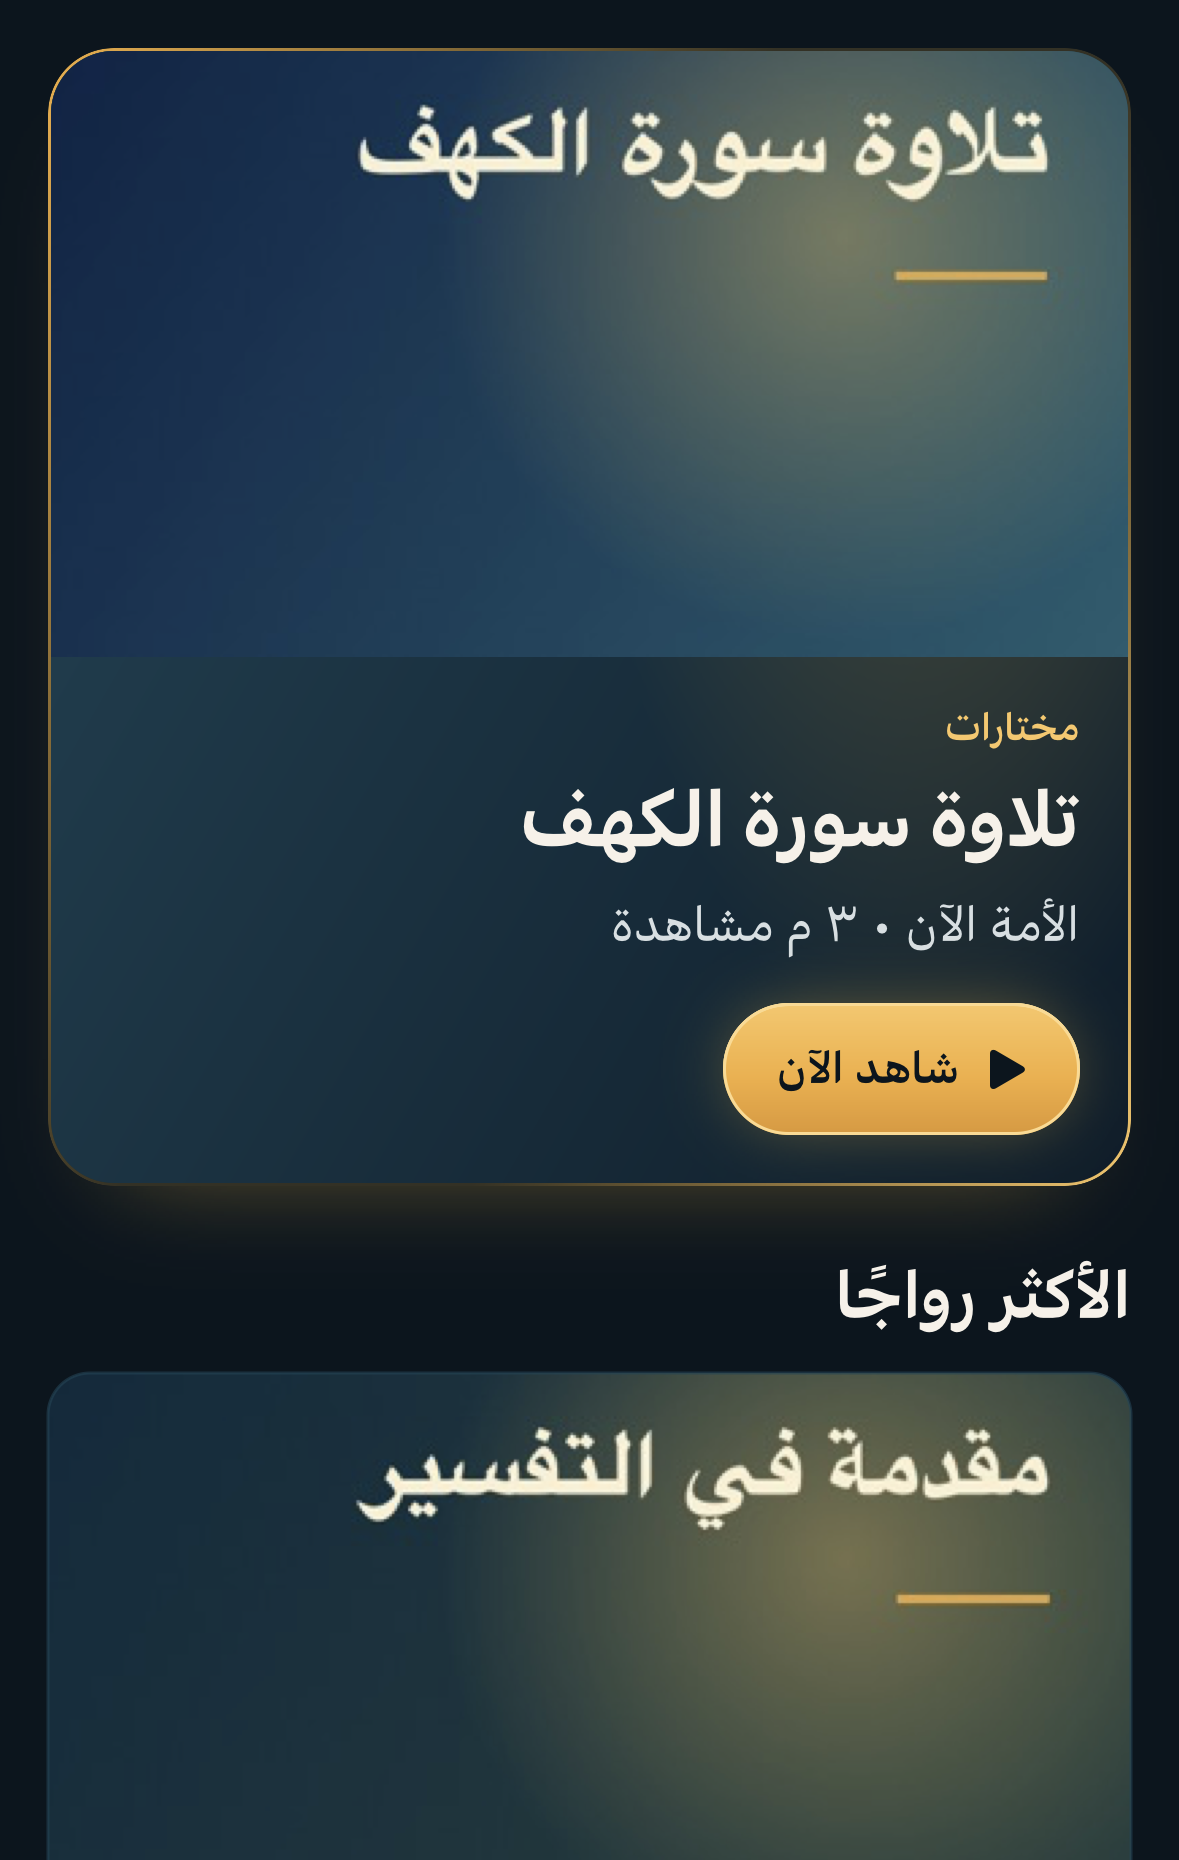 تلاوة سورة الكهف
مختارات
تلاوة سورة الكهف
الأمة الآن • ٣ م مشاهدة
شاهد الآن
الأكثر رواجًا
مقدمة في التفسير